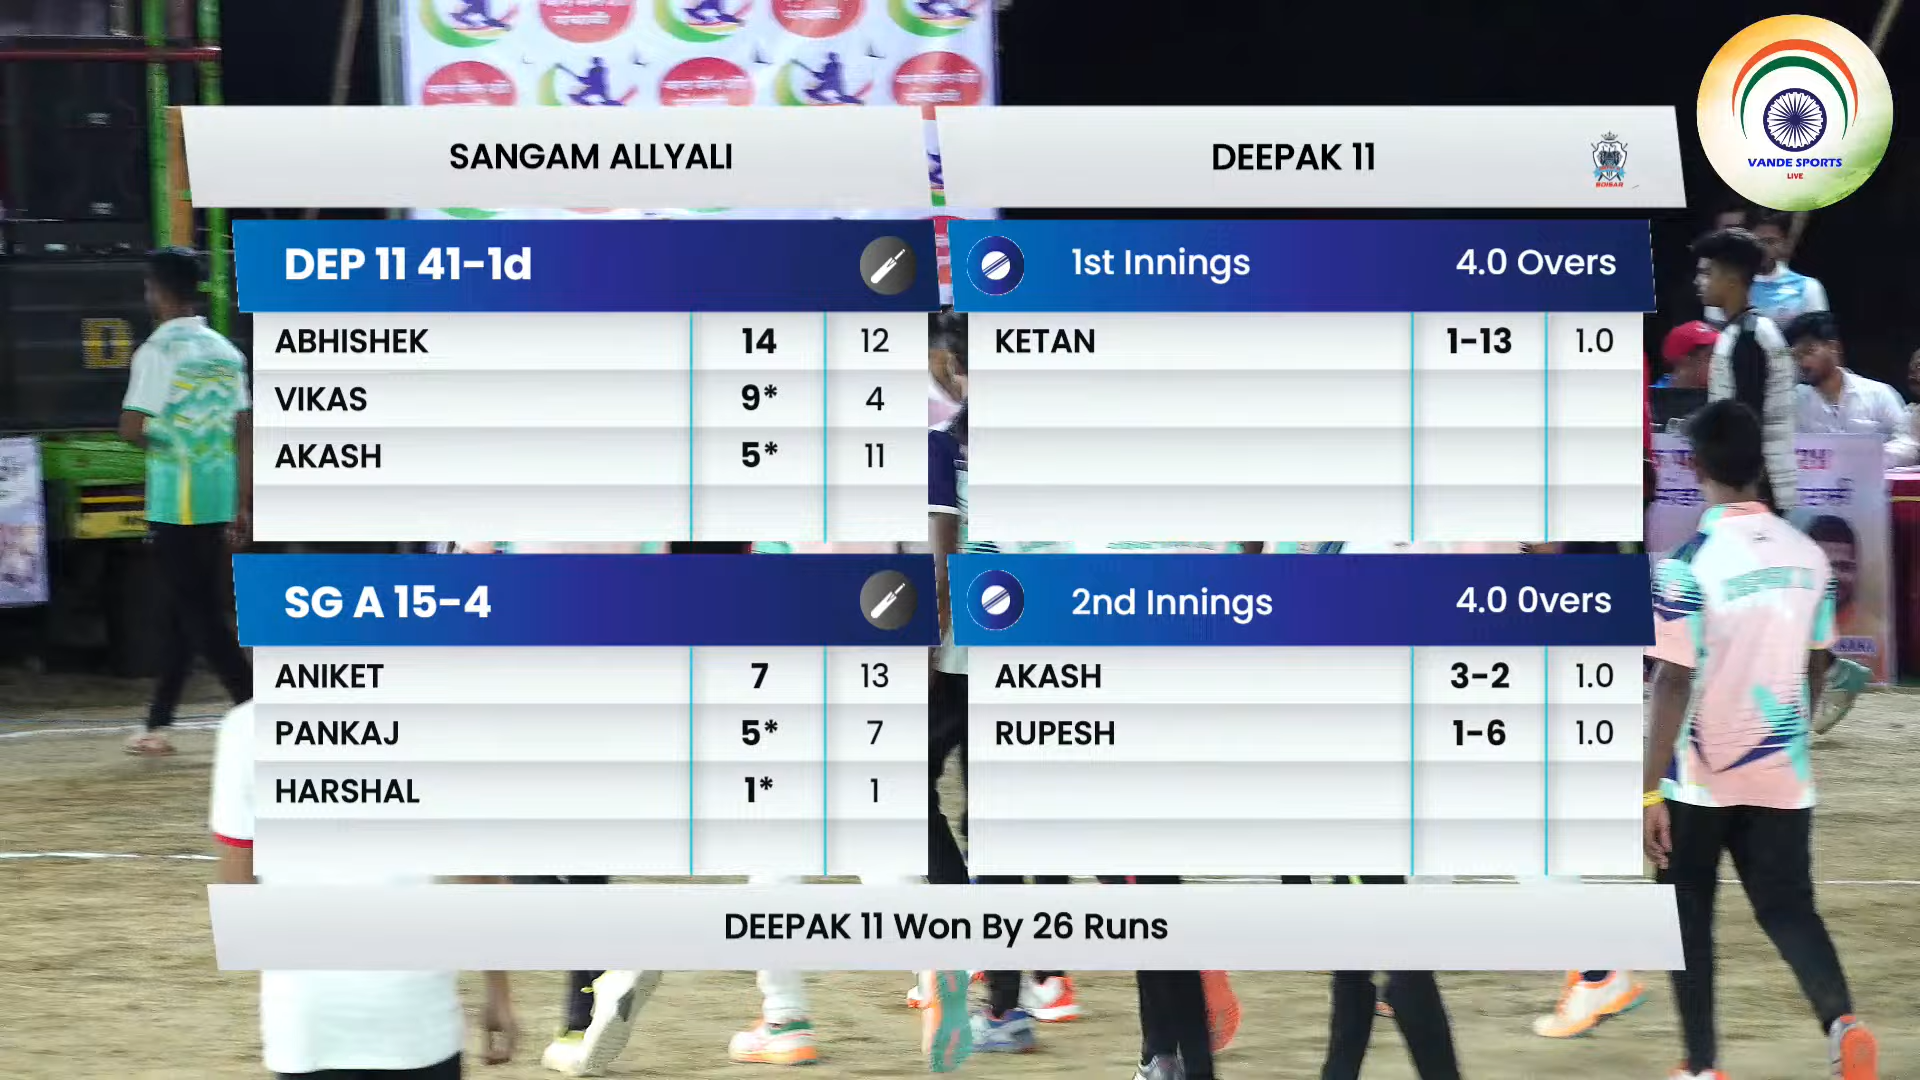 SANGAM ALLYALI
DEEPAK 11
BOISAR
VANDE SPORTS
LIVE
DEP 11 41-1d
1st Innings 4.0 Overs
ABHISHEK 14 12
VIKAS 9* 4
AKASH 5* 11
KETAN 1-13 1.0
SG A 15-4
2nd Innings 4.0 0vers
ANIKET 7 13
PANKAJ 5* 7
HARSHAL 1* 1
AKASH 3-2 1.0
RUPESH 1-6 1.0
DEEPAK 11 Won By 26 Runs